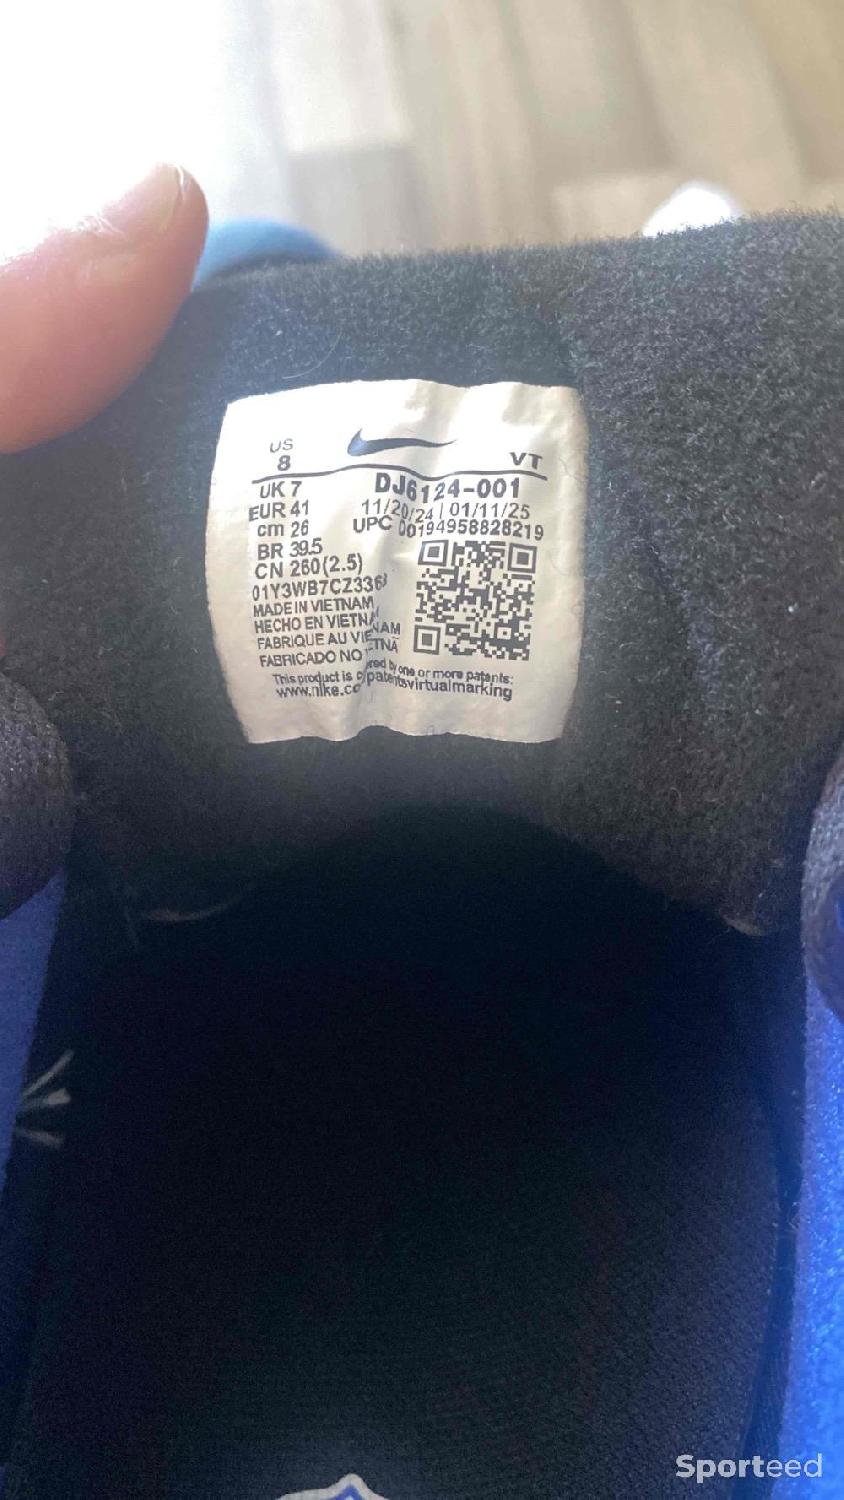 US
8
VT
UK 7
DJ6124-001
EUR 41
11/20/24 | 01/11/25
cm 26
UPC 00194958828219
BR 39.5
CN 260(2.5)
01Y3WB7CZ3368
MADE IN VIETNAM
HECHO EN VIETNAM
FABRIQUE AU VIETNAM
FABRICADO NO
This product is covered by one or more patents:
www.nike.com/patentsvirtualmarking
Sporteed